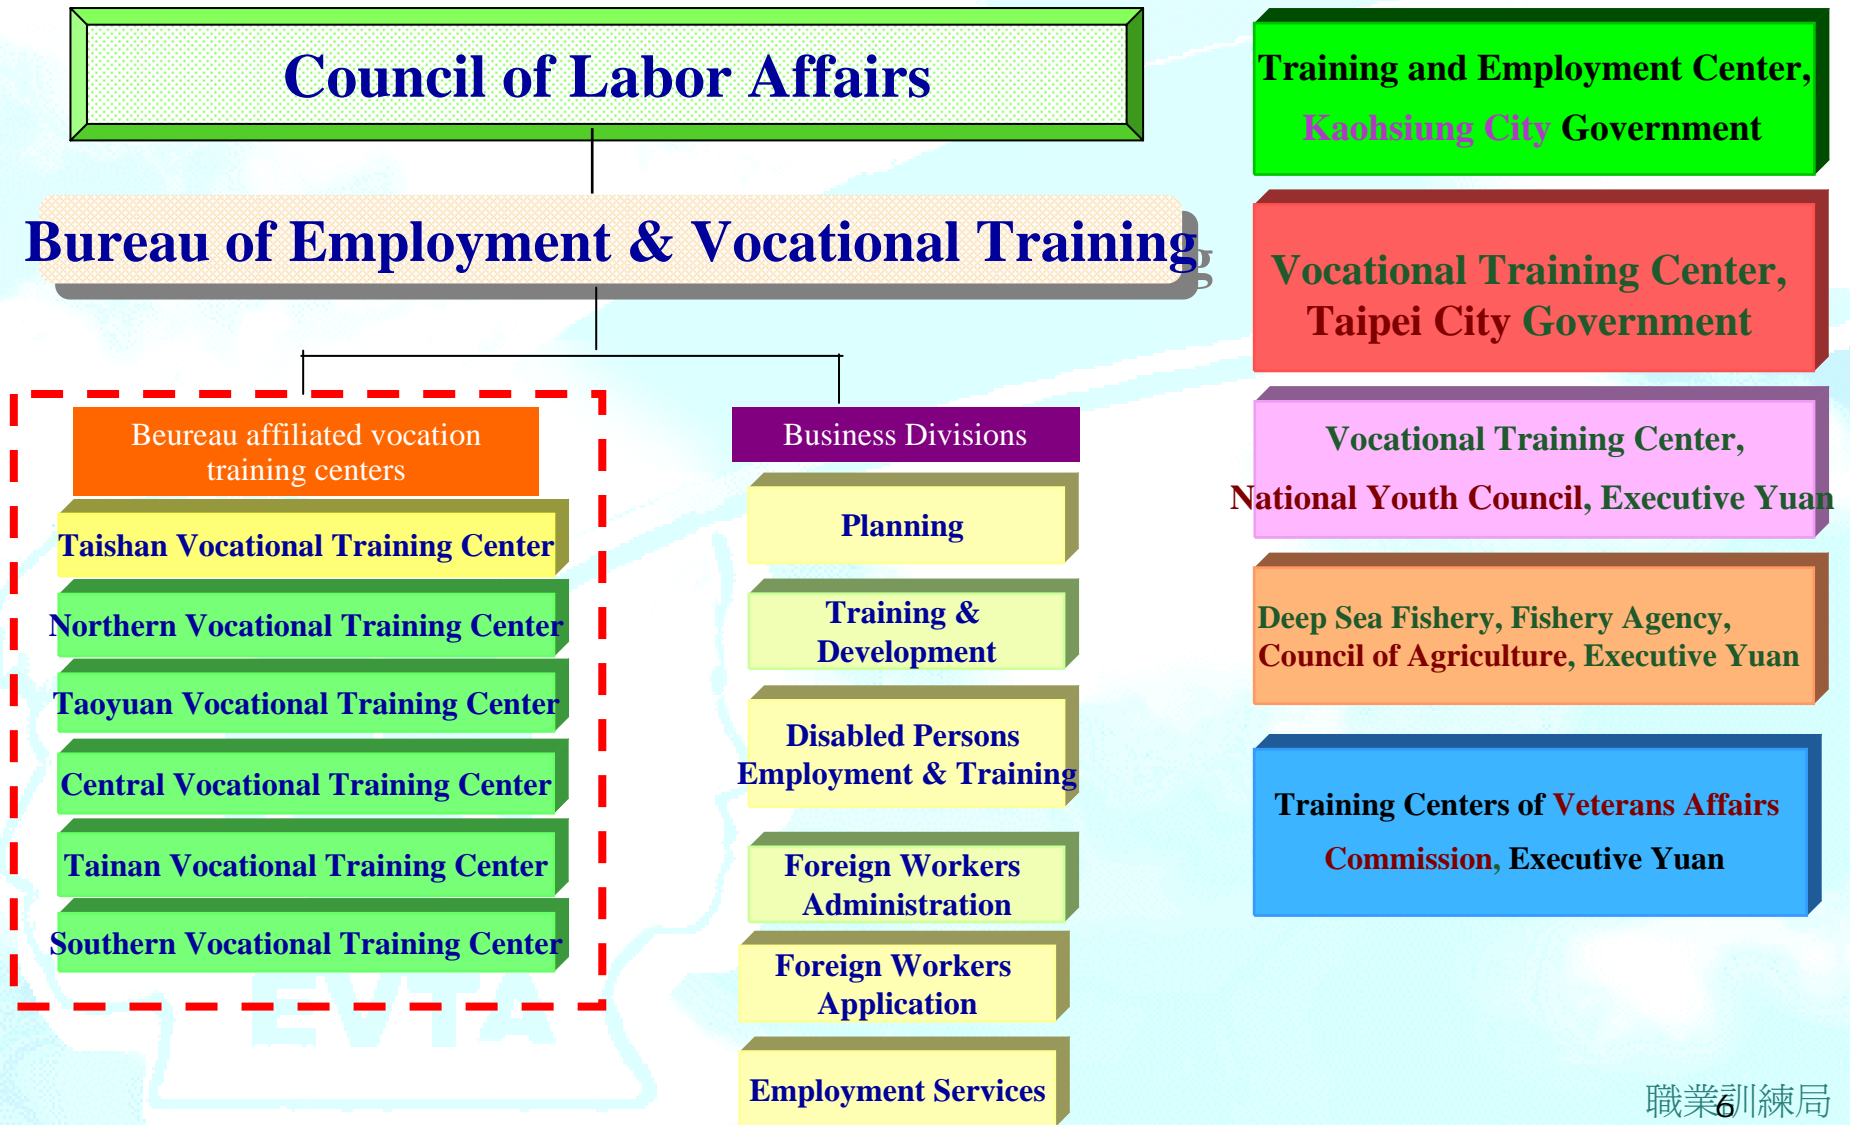 Council of Labor Affairs
Bureau of Employment & Vocational Training
Beureau affiliated vocation
training centers
Taishan Vocational Training Center
Northern Vocational Training Center
Taoyuan Vocational Training Center
Central Vocational Training Center
Tainan Vocational Training Center
Southern Vocational Training Center
EVTA
Business Divisions
Planning
Training &
Development
Disabled Persons
Employment & Training
Foreign Workers
Administration
Foreign Workers
Application
Employment Services
Training and Employment Center,
Kaohsiung City Government
Vocational Training Center,
Taipei City Government
Vocational Training Center,
National Youth Council, Executive Yuan
Deep Sea Fishery, Fishery Agency,
Council of Agriculture, Executive Yuan
Training Centers of Veterans Affairs
Commission, Executive Yuan
職業訓練局
6